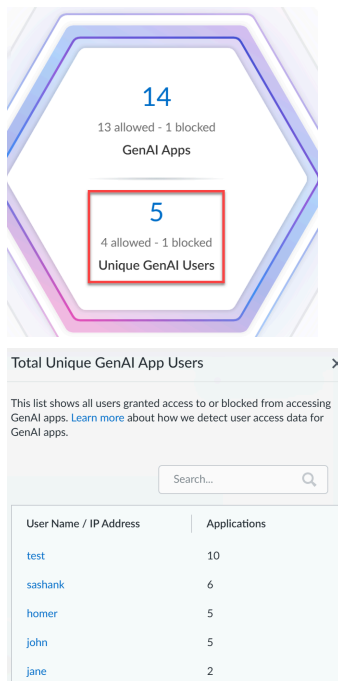 14
13 allowed - 1 blocked
GenAI Apps
5
4 allowed - 1 blocked
Unique GenAI Users
Total Unique GenAI App Users
This list shows all users granted access to or blocked from accessing
GenAI apps. Learn more about how we detect user access data for
GenAI apps.
Search...
User Name / IP Address Applications
test 10
sashank 6
homer 5
john 5
jane 2